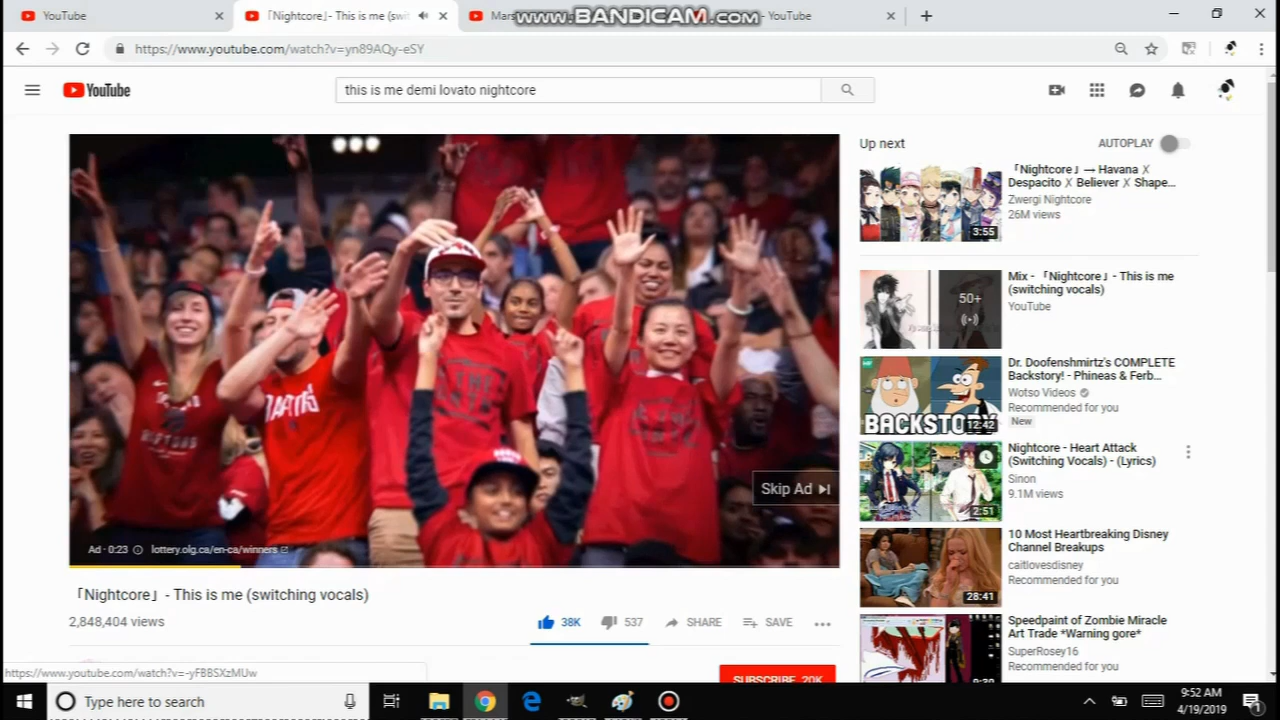 YouTube
「Nightcore」- This is me (swit
Mars
- YouTube
www.BANDICAM.com
https://www.youtube.com/watch?v=yn89AQy-eSY
YouTube
this is me demi lovato nightcore
Up next
AUTOPLAY
「Nightcore」→ Havana ✗
Despacito ✗ Believer ✗ Shape...
Zwergi Nightcore
26M views
3:55
Mix - 「Nightcore」- This is me
(switching vocals)
YouTube
50+
Dr. Doofenshmirtz's COMPLETE
Backstory! - Phineas & Ferb...
Wotso Videos
Recommended for you
New
BACKSTORY
12:42
Nightcore - Heart Attack
(Switching Vocals) - (Lyrics)
Sinon
9.1M views
2:51
10 Most Heartbreaking Disney
Channel Breakups
caitlovesdisney
Recommended for you
28:41
Speedpaint of Zombie Miracle
Art Trade *Warning gore*
SuperRosey16
Recommended for you
Skip Ad
Ad · 0:23
lottery.olg.ca/en-ca/winners
「Nightcore」- This is me (switching vocals)
2,848,404 views
38K
537
SHARE
SAVE
SUBSCRIBE 20K
https://www.youtube.com/watch?v=-yFBBSXzMUw
Type here to search
9:52 AM
4/19/2019
1